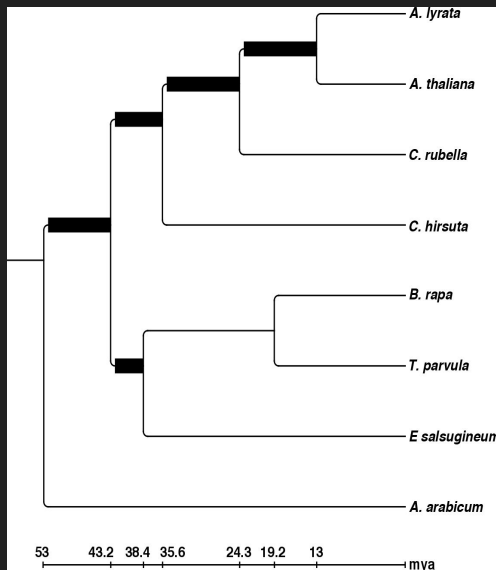 A. lyrata
A. thaliana
C. rubella
C. hirsuta
B. rapa
T. parvula
E salsugineum
A. arabicum
53 43.2 38.4 35.6 24.3 19.2 13
mya